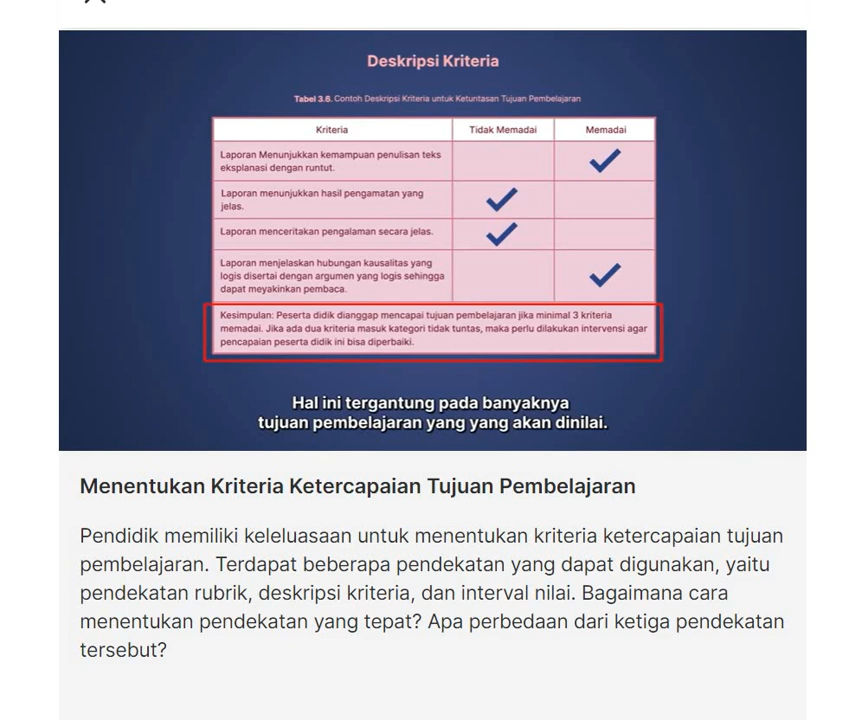 Deskripsi Kriteria
Tabel 3.6. Contoh Deskripsi Kriteria untuk Ketuntasan Tujuan Pembelajaran
Kriteria Tidak Memadai Memadai
Laporan Menunjukkan kemampuan penulisan teks
eksplanasi dengan runtut.
Laporan menunjukkan hasil pengamatan yang
jelas.
Laporan menceritakan pengalaman secara jelas.
Laporan menjelaskan hubungan kausalitas yang
logis disertai dengan argumen yang logis sehingga
dapat meyakinkan pembaca.
Kesimpulan: Peserta didik dianggap mencapai tujuan pembelajaran jika minimal 3 kriteria
memadai. Jika ada dua kriteria masuk kategori tidak tuntas, maka perlu dilakukan intervensi agar
pencapaian peserta didik ini bisa diperbaiki.
Hal ini tergantung pada banyaknya
tujuan pembelajaran yang yang akan dinilai.
Menentukan Kriteria Ketercapaian Tujuan Pembelajaran
Pendidik memiliki keleluasaan untuk menentukan kriteria ketercapaian tujuan
pembelajaran. Terdapat beberapa pendekatan yang dapat digunakan, yaitu
pendekatan rubrik, deskripsi kriteria, dan interval nilai. Bagaimana cara
menentukan pendekatan yang tepat? Apa perbedaan dari ketiga pendekatan
tersebut?